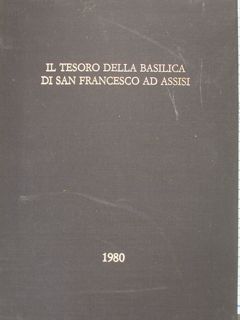 IL TESORO DELLA BASILICA
DI SAN FRANCESCO AD ASSISI
1980